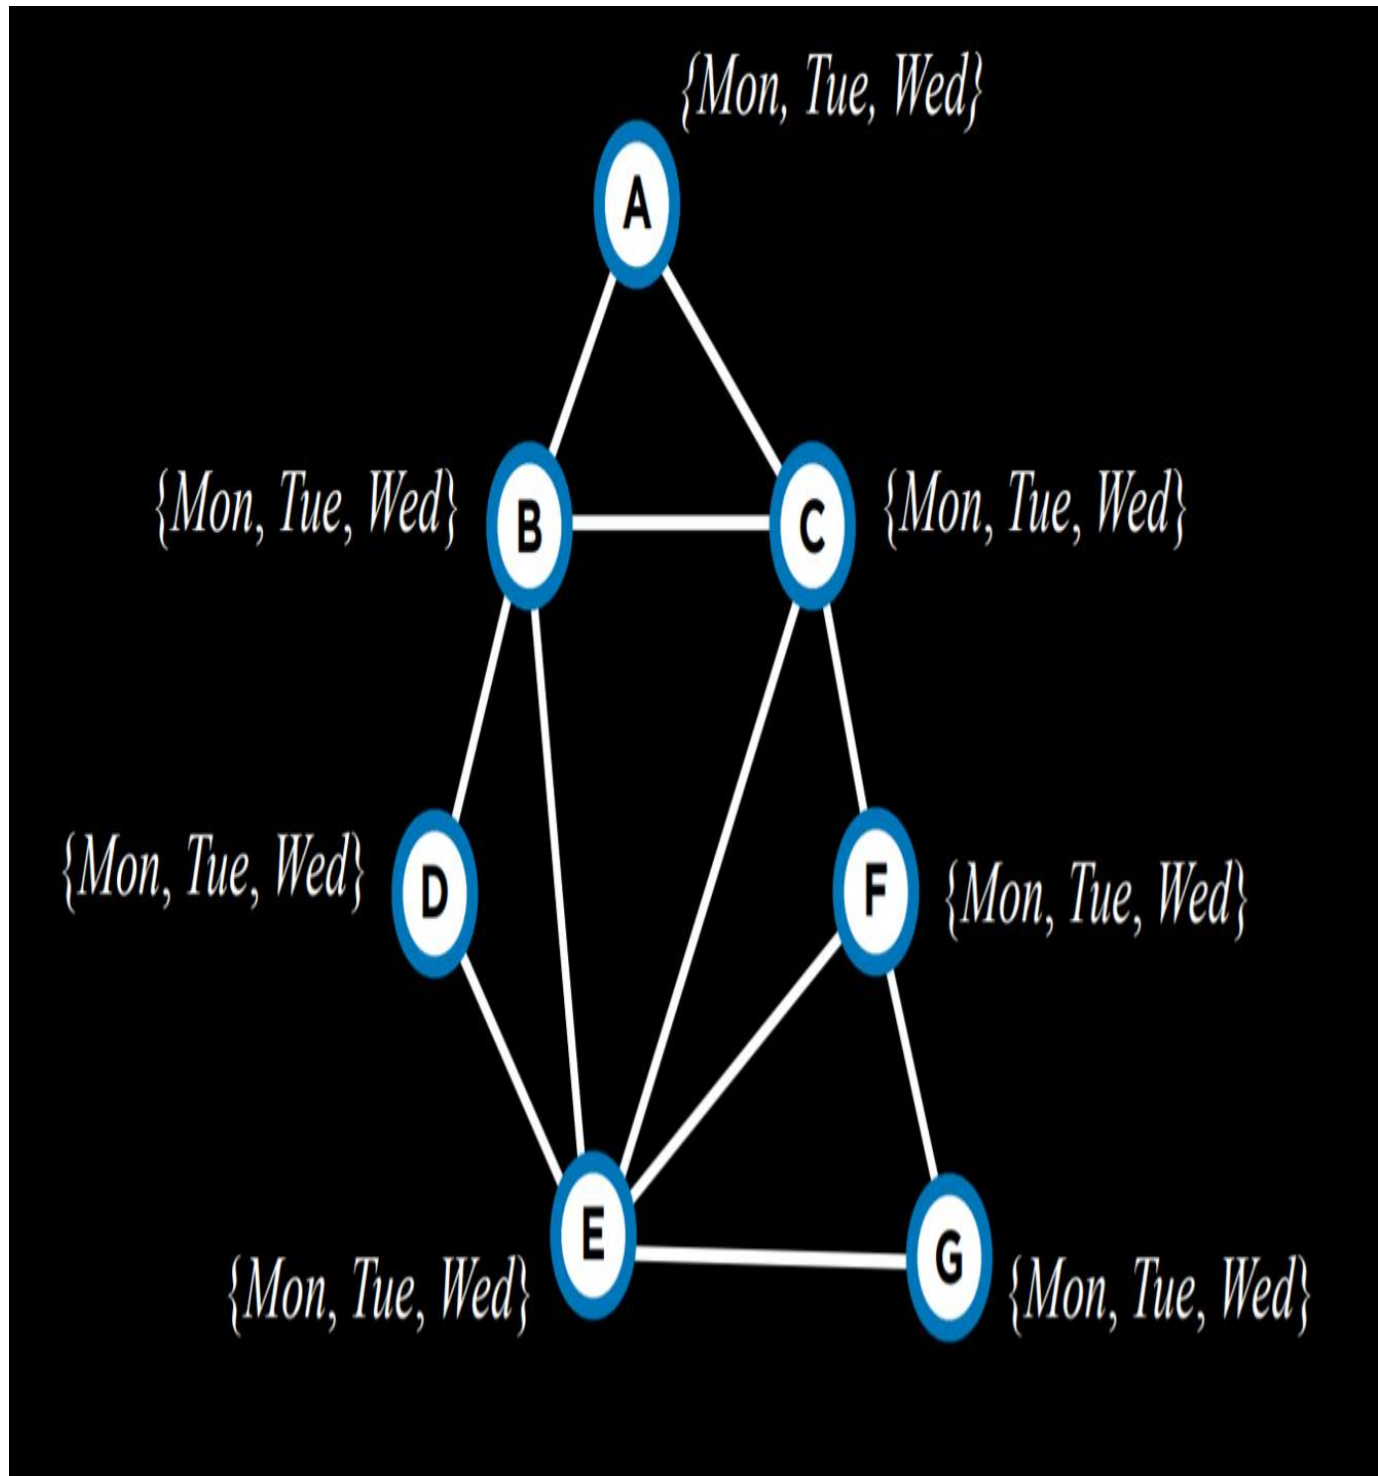 {Mon, Tue, Wed}
A
{Mon, Tue, Wed}
B
C
{Mon, Tue, Wed}
{Mon, Tue, Wed}
D
F
{Mon, Tue, Wed}
{Mon, Tue, Wed}
E
G
{Mon, Tue, Wed}